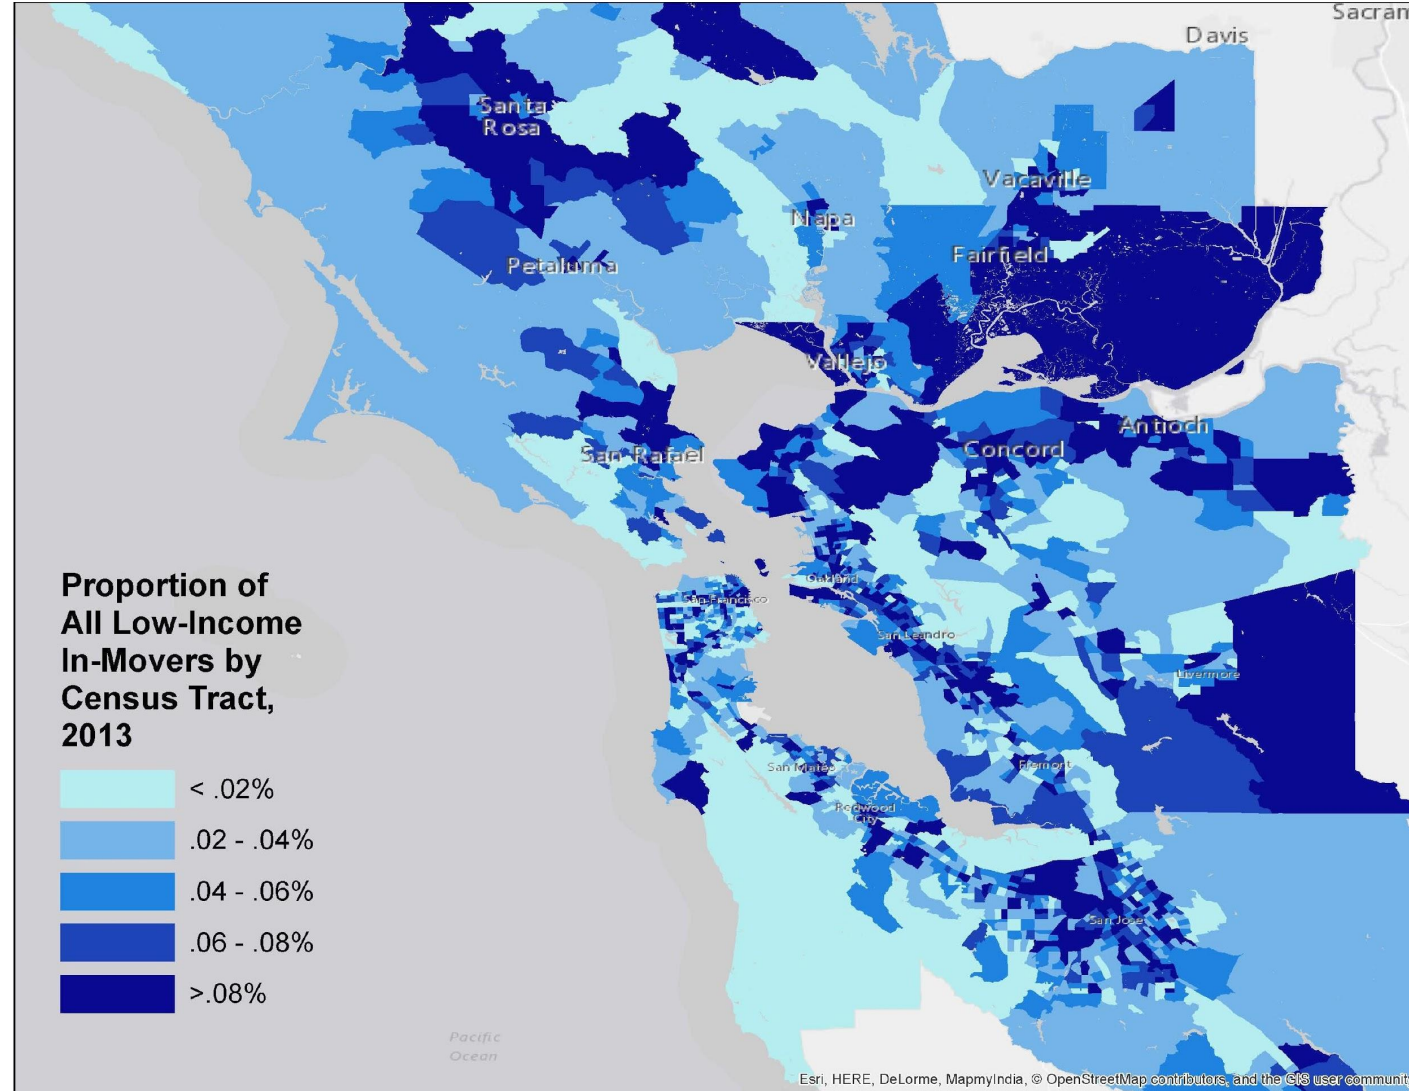 Sacram
Davis
Santa
Rosa
Vacaville
Napa
Fairfield
Petaluma
Vallejo
Antioch
Concord
San Rafael
Oakland
San Francisco
San Leandro
Livermore
Fremont
San Mateo
Redwood
City
San Jose
Proportion of
All Low-Income
In-Movers by
Census Tract,
2013
< .02%
.02 - .04%
.04 - .06%
.06 - .08%
>.08%
Pacific
Ocean
Esri, HERE, DeLorme, MapmyIndia, © OpenStreetMap contributors, and the GIS user communit